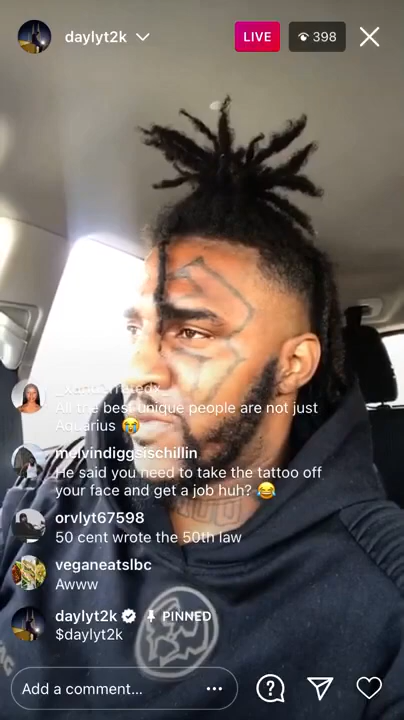 daylyt2k
LIVE
398
All the best unique people are not just
Aquarius 😭
melvindiggsischillin
He said you need to take the tattoo off
your face and get a job huh? 😂
orvlyt67598
50 cent wrote the 50th law
veganeatslbc
Awww
daylyt2k PINNED
$daylyt2k
Add a comment...